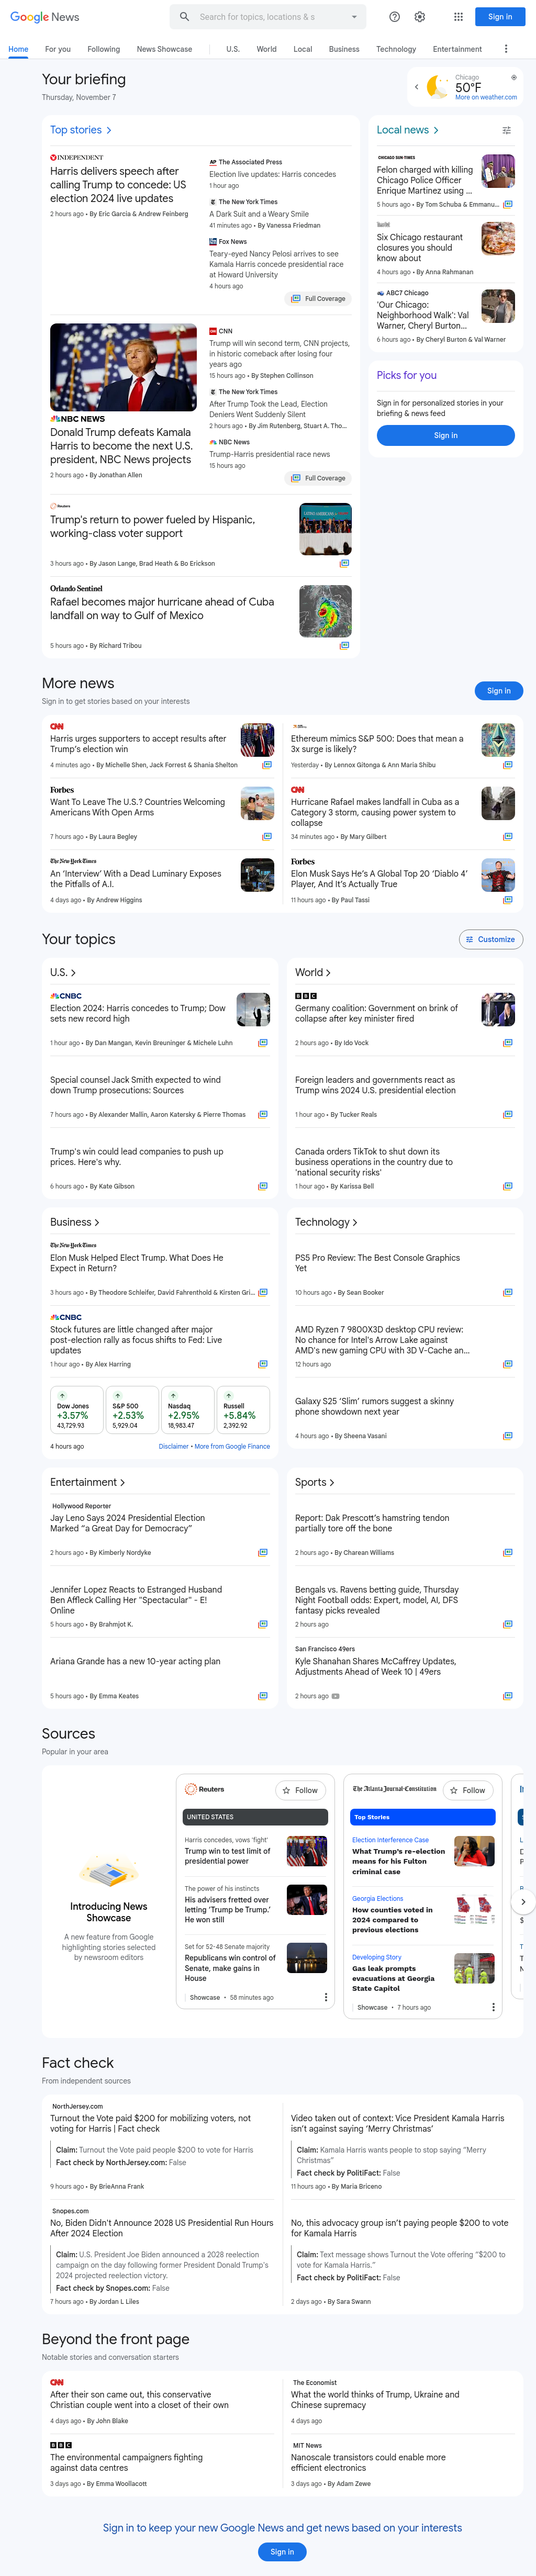 Google News
Search for topics, locations & s
Sign in
Home
For you
Following
News Showcase
U.S.
World
Local
Business
Technology
Entertainment
Your briefing
Thursday, November 7
Chicago
50°F
More on weather.com
Top stories
INDEPENDENT
Harris delivers speech after
calling Trump to concede: US
election 2024 live updates
2 hours ago • By Eric Garcia & Andrew Feinberg
AP The Associated Press
Election live updates: Harris concedes
1 hour ago
The New York Times
A Dark Suit and a Weary Smile
41 minutes ago • By Vanessa Friedman
Fox News
Teary-eyed Nancy Pelosi arrives to see
Kamala Harris concede presidential race
at Howard University
4 hours ago
Full Coverage
NBC NEWS
Donald Trump defeats Kamala
Harris to become the next U.S.
president, NBC News projects
2 hours ago • By Jonathan Allen
CNN
Trump will win second term, CNN projects,
in historic comeback after losing four
years ago
15 hours ago • By Stephen Collinson
The New York Times
After Trump Took the Lead, Election
Deniers Went Suddenly Silent
2 hours ago • By Jim Rutenberg, Stuart A. Tho...
NBC News
Trump-Harris presidential race news
15 hours ago
Full Coverage
Reuters
Trump's return to power fueled by Hispanic,
working-class voter support
3 hours ago • By Jason Lange, Brad Heath & Bo Erickson
Orlando Sentinel
Rafael becomes major hurricane ahead of Cuba
landfall on way to Gulf of Mexico
5 hours ago • By Richard Tribou
Local news
CHICAGO SUN-TIMES
Felon charged with killing
Chicago Police Officer
Enrique Martinez using ...
5 hours ago • By Tom Schuba & Emmanu...
Six Chicago restaurant
closures you should
know about
4 hours ago • By Anna Rahmanan
ABC7 Chicago
'Our Chicago:
Neighborhood Walk': Val
Warner, Cheryl Burton...
6 hours ago • By Cheryl Burton & Val Warner
Picks for you
Sign in for personalized stories in your
briefing & news feed
Sign in
More news
Sign in to get stories based on your interests
Sign in
CNN
Harris urges supporters to accept results after
Trump's election win
4 minutes ago • By Michelle Shen, Jack Forrest & Shania Shelton
Forbes
Want To Leave The U.S.? Countries Welcoming
Americans With Open Arms
7 hours ago • By Laura Begley
The New York Times
An 'Interview' With a Dead Luminary Exposes
the Pitfalls of A.I.
4 days ago • By Andrew Higgins
Ethereum mimics S&P 500: Does that mean a
3x surge is likely?
Yesterday • By Lennox Gitonga & Ann Maria Shibu
CNN
Hurricane Rafael makes landfall in Cuba as a
Category 3 storm, causing power system to
collapse
34 minutes ago • By Mary Gilbert
Forbes
Elon Musk Says He's A Global Top 20 'Diablo 4'
Player, And It's Actually True
11 hours ago • By Paul Tassi
Your topics
Customize
U.S.
CNBC
Election 2024: Harris concedes to Trump; Dow
sets new record high
1 hour ago • By Dan Mangan, Kevin Breuninger & Michele Luhn
Special counsel Jack Smith expected to wind
down Trump prosecutions: Sources
7 hours ago • By Alexander Mallin, Aaron Katersky & Pierre Thomas
Trump's win could lead companies to push up
prices. Here's why.
6 hours ago • By Kate Gibson
World
BBC
Germany coalition: Government on brink of
collapse after key minister fired
2 hours ago • By Ido Vock
Foreign leaders and governments react as
Trump wins 2024 U.S. presidential election
1 hour ago • By Tucker Reals
Canada orders TikTok to shut down its
business operations in the country due to
'national security risks'
1 hour ago • By Karissa Bell
Business
The New York Times
Elon Musk Helped Elect Trump. What Does He
Expect in Return?
3 hours ago • By Theodore Schleifer, David Fahrenthold & Kirsten Gri...
CNBC
Stock futures are little changed after major
post-election rally as focus shifts to Fed: Live
updates
1 hour ago • By Alex Harring
Dow Jones
+3.57%
43,729.93
S&P 500
+2.53%
5,929.04
Nasdaq
+2.95%
18,983.47
Russell
+5.84%
2,392.92
4 hours ago
Disclaimer • More from Google Finance
Technology
PS5 Pro Review: The Best Console Graphics
Yet
10 hours ago • By Sean Booker
AMD Ryzen 7 9800X3D desktop CPU review:
No chance for Intel's Arrow Lake against
AMD's new gaming CPU with 3D V-Cache an...
12 hours ago
Galaxy S25 'Slim' rumors suggest a skinny
phone showdown next year
4 hours ago • By Sheena Vasani
Entertainment
Hollywood Reporter
Jay Leno Says 2024 Presidential Election
Marked "a Great Day for Democracy"
2 hours ago • By Kimberly Nordyke
Jennifer Lopez Reacts to Estranged Husband
Ben Affleck Calling Her "Spectacular" - E!
Online
5 hours ago • By Brahmjot K.
Ariana Grande has a new 10-year acting plan
5 hours ago • By Emma Keates
Sports
Report: Dak Prescott's hamstring tendon
partially tore off the bone
2 hours ago • By Charean Williams
Bengals vs. Ravens betting guide, Thursday
Night Football odds: Expert, model, AI, DFS
fantasy picks revealed
2 hours ago
San Francisco 49ers
Kyle Shanahan Shares McCaffrey Updates,
Adjustments Ahead of Week 10 | 49ers
2 hours ago
Sources
Popular in your area
Introducing News
Showcase
A new feature from Google
highlighting stories selected
by newsroom editors
Reuters
Follow
UNITED STATES
Harris concedes, vows 'fight'
Trump win to test limit of
presidential power
The power of his instincts
His advisers fretted over
letting 'Trump be Trump.'
He won still
Set for 52-48 Senate majority
Republicans win control of
Senate, make gains in
House
Showcase • 58 minutes ago
The Atlanta Journal-Constitution
Follow
Top Stories
Election Interference Case
What Trump's re-election
means for his Fulton
criminal case
Georgia Elections
How counties voted in
2024 compared to
previous elections
Developing Story
Gas leak prompts
evacuations at Georgia
State Capitol
Showcase • 7 hours ago
Fact check
From independent sources
NorthJersey.com
Turnout the Vote paid $200 for mobilizing voters, not
voting for Harris | Fact check
Claim: Turnout the Vote paid people $200 to vote for Harris
Fact check by NorthJersey.com: False
9 hours ago • By BrieAnna Frank
Video taken out of context: Vice President Kamala Harris
isn't against saying 'Merry Christmas'
Claim: Kamala Harris wants people to stop saying "Merry
Christmas"
Fact check by PolitiFact: False
11 hours ago • By Maria Briceno
Snopes.com
No, Biden Didn't Announce 2028 US Presidential Run Hours
After 2024 Election
Claim: U.S. President Joe Biden announced a 2028 reelection
campaign on the day following former President Donald Trump's
2024 projected reelection victory.
Fact check by Snopes.com: False
7 hours ago • By Jordan L Liles
No, this advocacy group isn't paying people $200 to vote
for Kamala Harris
Claim: Text message shows Turnout the Vote offering "$200 to
vote for Kamala Harris."
Fact check by PolitiFact: False
2 days ago • By Sara Swann
Beyond the front page
Notable stories and conversation starters
CNN
After their son came out, this conservative
Christian couple went into a closet of their own
4 days ago • By John Blake
The Economist
What the world thinks of Trump, Ukraine and
Chinese supremacy
4 days ago
BBC
The environmental campaigners fighting
against data centres
3 days ago • By Emma Woollacott
MIT News
Nanoscale transistors could enable more
efficient electronics
3 days ago • By Adam Zewe
Sign in to keep your new Google News and get news based on your interests
Sign in